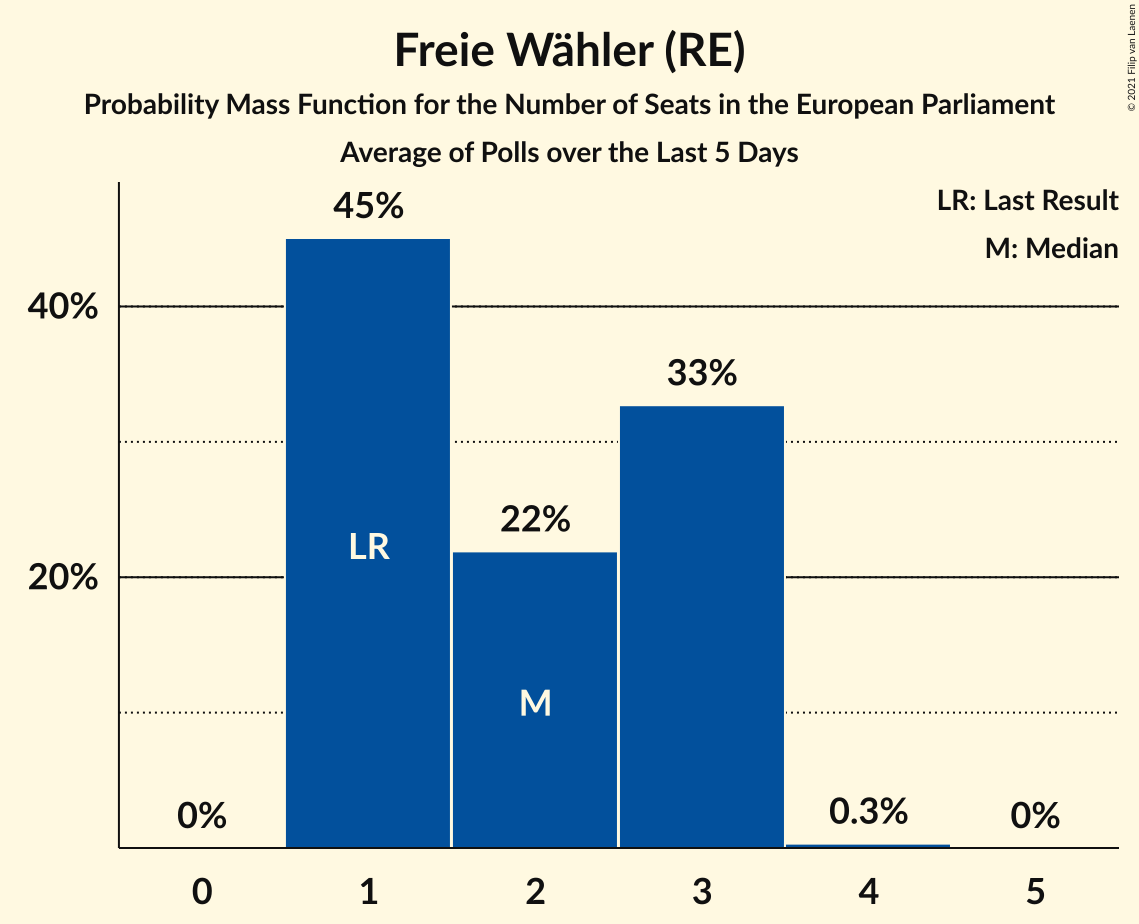 Freie Wähler (RE)
Probability Mass Function for the Number of Seats in the European Parliament
Average of Polls over the Last 5 Days
© 2021 Filip van Laenen
LR: Last Result
M: Median
45%
40%
33%
22%
LR
20%
M
0%
0.3%
0%
0 1 2 3 4 5